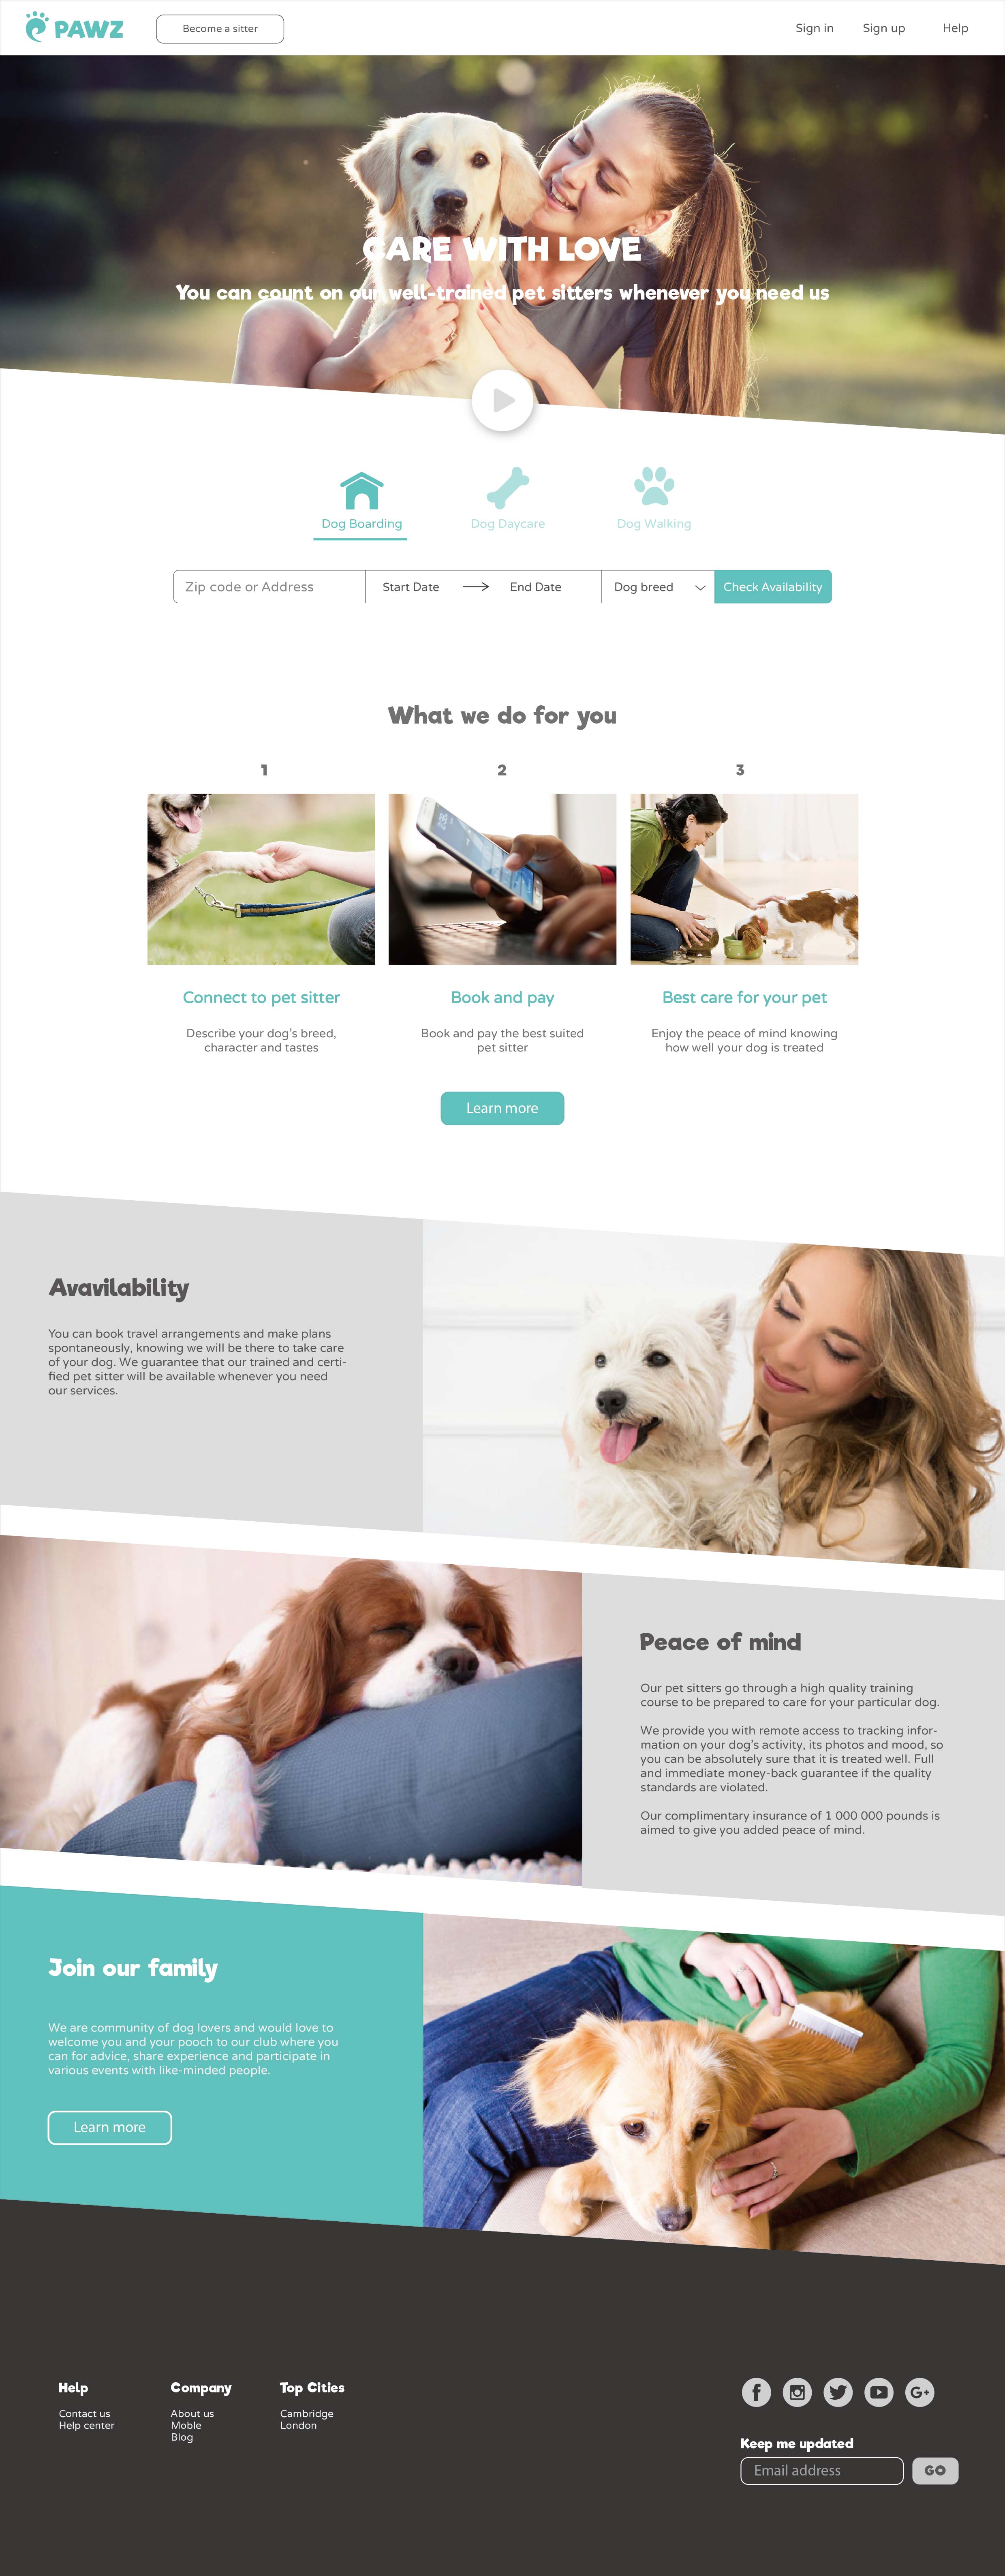 PAWZ
Become a sitter
Sign in
Sign up
Help
CARE WITH LOVE
You can count on our well-trained pet sitters whenever you need us
Dog Boarding
Dog Daycare
Dog Walking
Zip code or Address
Start Date
End Date
Dog breed
Check Availability
What we do for you
1
2
3
Connect to pet sitter
Book and pay
Best care for your pet
Describe your dog's breed,
character and tastes
Book and pay the best suited
pet sitter
Enjoy the peace of mind knowing
how well your dog is treated
Learn more
Avavilability
You can book travel arrangements and make plans
spontaneously, knowing we will be there to take care
of your dog. We guarantee that our trained and certi-
fied pet sitter will be available whenever you need
our services.
Peace of mind
Our pet sitters go through a high quality training
course to be prepared to care for your particular dog.
We provide you with remote access to tracking infor-
mation on your dog's activity, its photos and mood, so
you can be absolutely sure that it is treated well. Full
and immediate money-back guarantee if the quality
standards are violated.
Our complimentary insurance of 1 000 000 pounds is
aimed to give you added peace of mind.
Join our family
We are community of dog lovers and would love to
welcome you and your pooch to our club where you
can for advice, share experience and participate in
various events with like-minded people.
Learn more
Help
Contact us
Help center
Company
About us
Moble
Blog
Top Cities
Cambridge
London
f
G+
Keep me updated
Email address
GO